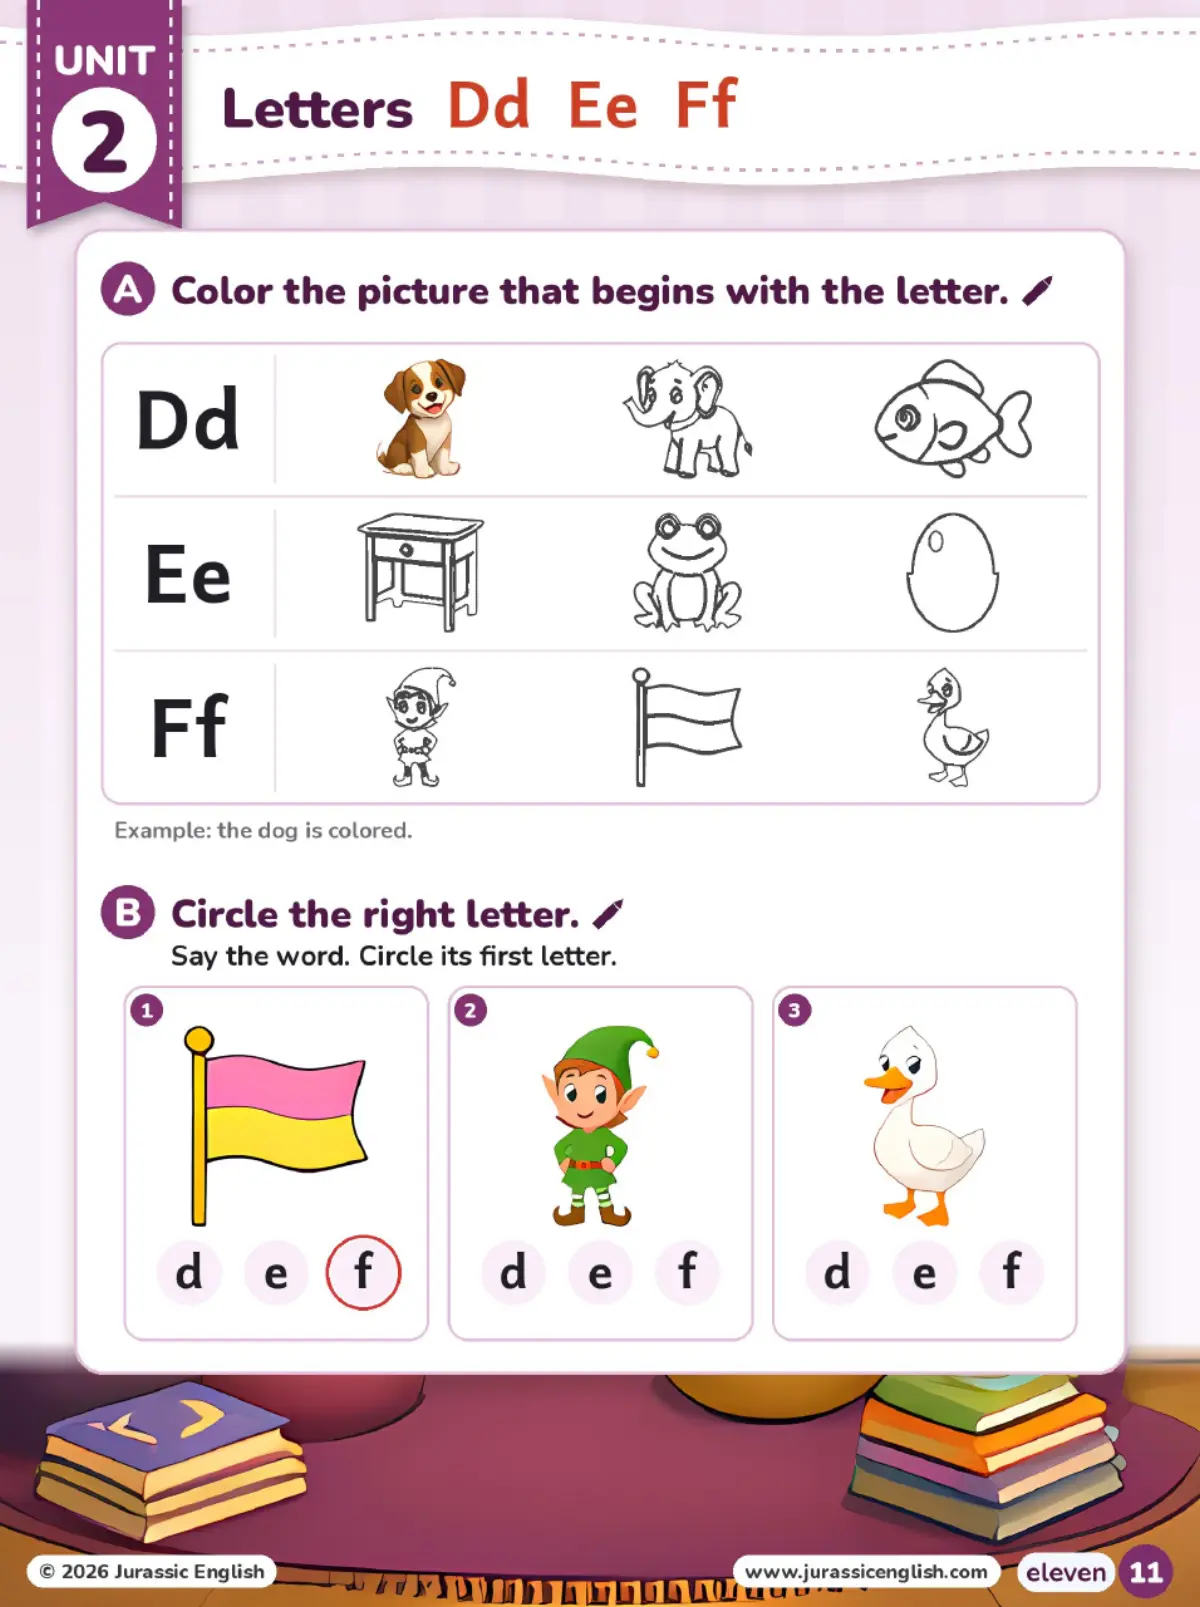 UNIT
2
Letters Dd Ee Ff
A Color the picture that begins with the letter.
Dd
Ee
Ff
Example: the dog is colored.
B Circle the right letter.
Say the word. Circle its first letter.
1
d e f
2
d e f
3
d e f
© 2026 Jurassic English
www.jurassicenglish.com
eleven 11